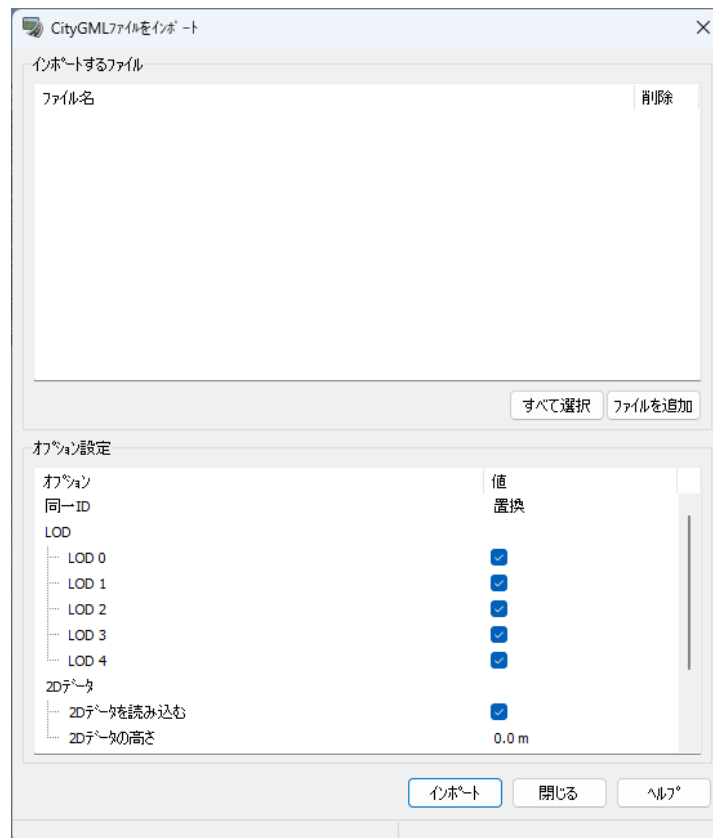 CityGMLﾌｧｲﾙをｲﾝﾎﾟｰﾄ
ｲﾝﾎﾟｰﾄするﾌｧｲﾙ
ﾌｧｲﾙ名 削除
すべて選択 ﾌｧｲﾙを追加
ｵﾌﾟｼｮﾝ設定
ｵﾌﾟｼｮﾝ 値
同一ID 置換
LOD
LOD 0
LOD 1
LOD 2
LOD 3
LOD 4
2Dﾃﾞｰﾀ
2Dﾃﾞｰﾀを読み込む
2Dﾃﾞｰﾀの高さ 0.0 m
ｲﾝﾎﾟｰﾄ 閉じる ﾍﾙﾌﾟ